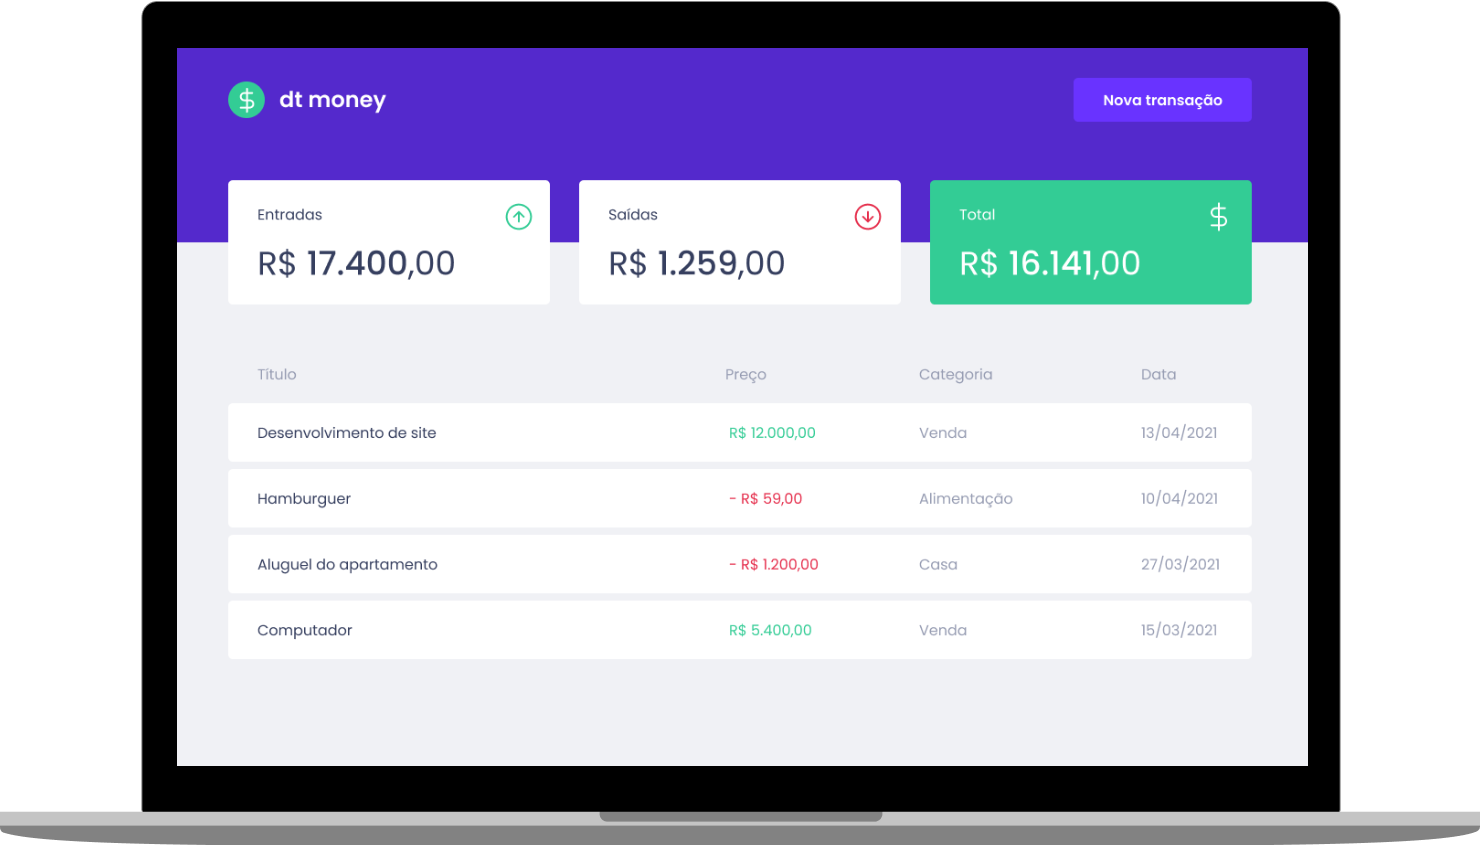 dt money
Nova transação
Entradas
R$ 17.400,00
Saídas
R$ 1.259,00
Total
R$ 16.141,00
Título Preço Categoria Data
Desenvolvimento de site R$ 12.000,00 Venda 13/04/2021
Hamburguer - R$ 59,00 Alimentação 10/04/2021
Aluguel do apartamento - R$ 1.200,00 Casa 27/03/2021
Computador R$ 5.400,00 Venda 15/03/2021